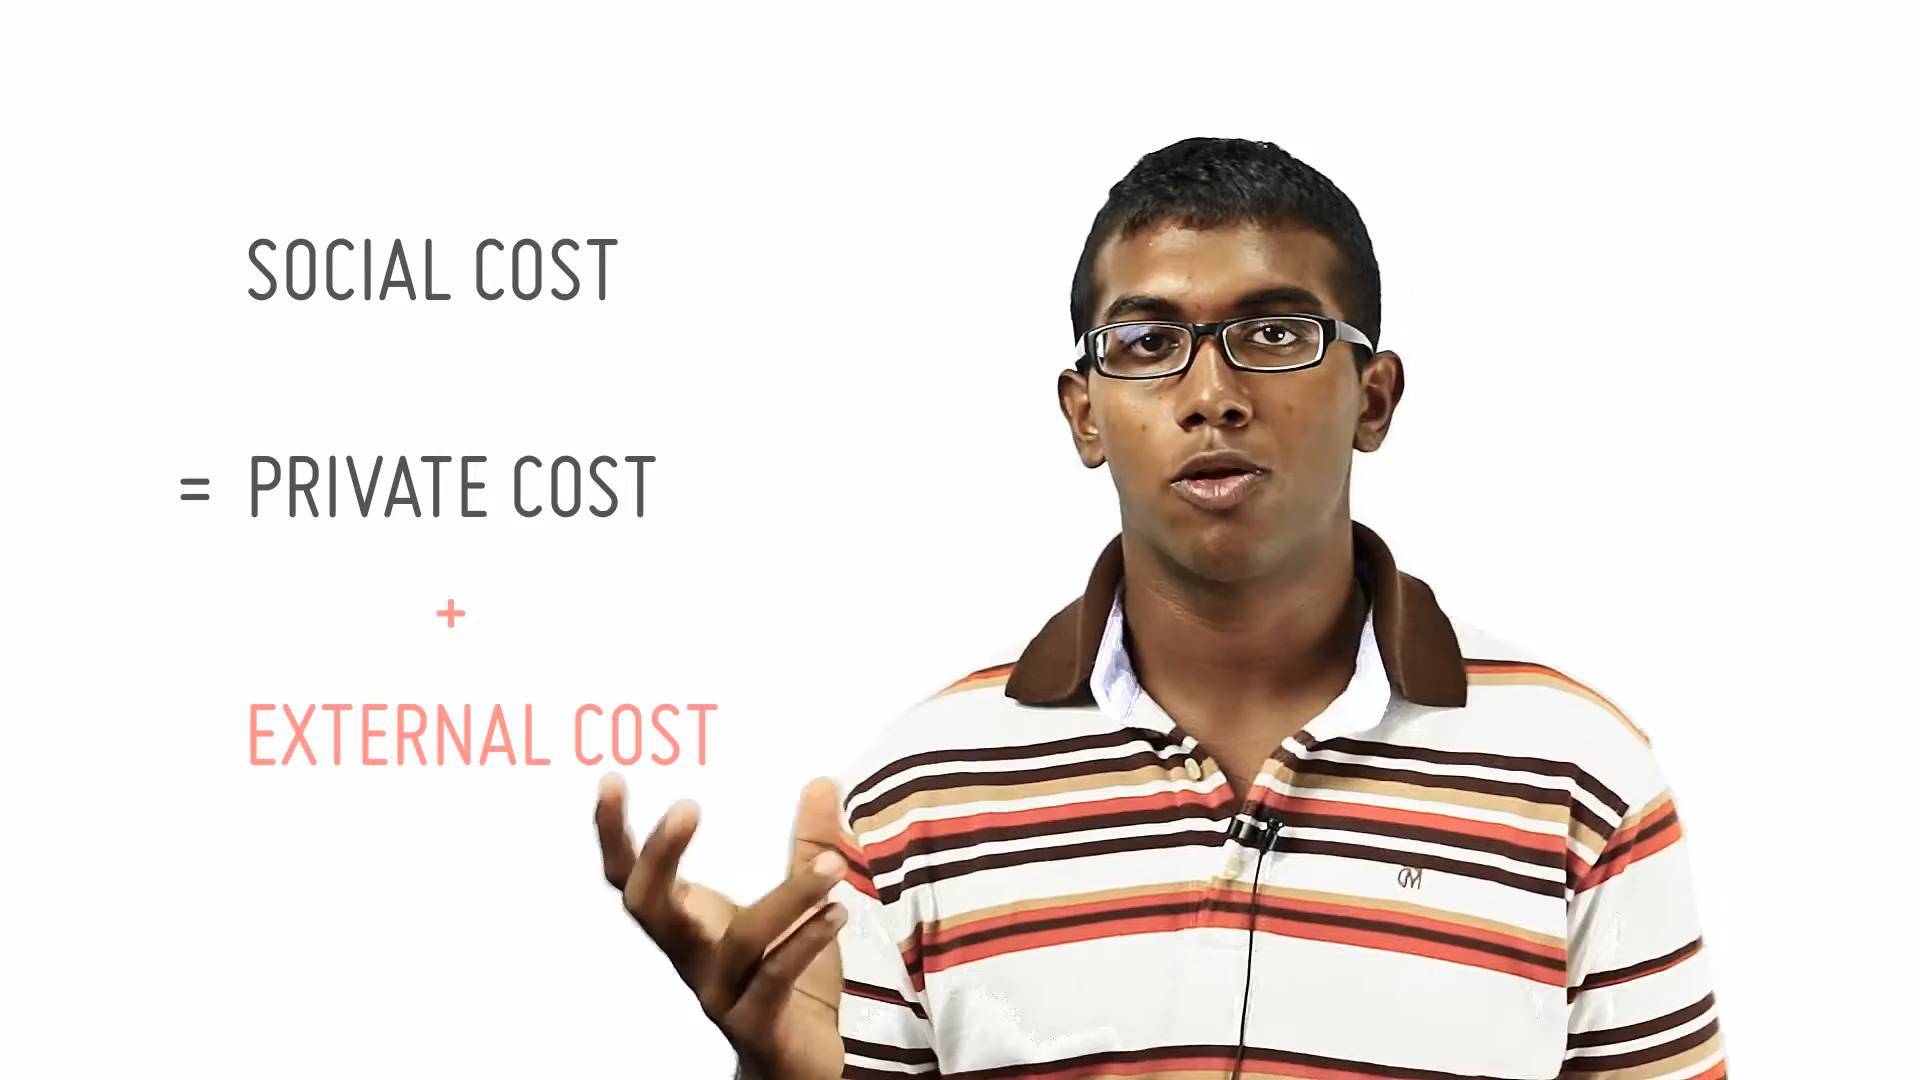 SOCIAL COST
= PRIVATE COST
+
EXTERNAL COST